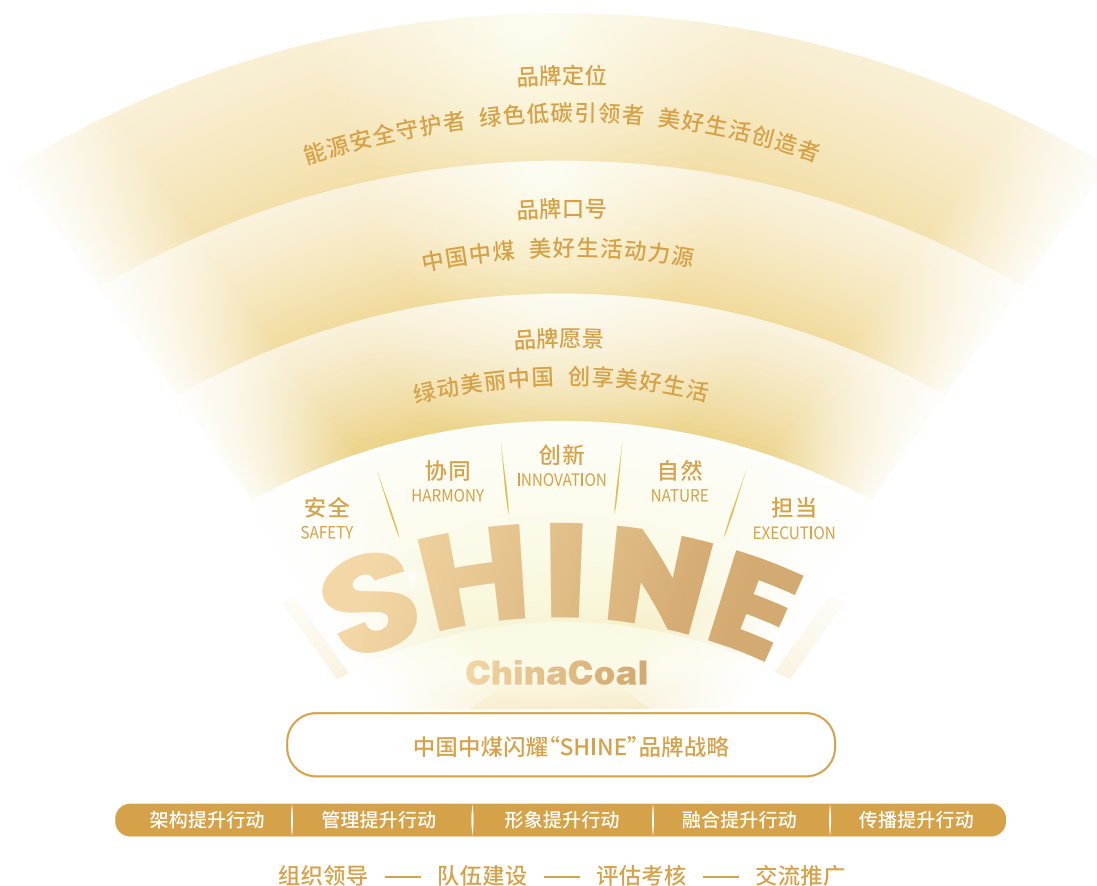 品牌定位
能源安全守护者 绿色低碳引领者 美好生活创造者
品牌口号
中国中煤 美好生活动力源
品牌愿景
绿动美丽中国 创享美好生活
安全
SAFETY
协同
HARMONY
创新
INNOVATION
自然
NATURE
担当
EXECUTION
SHINE
ChinaCoal
中国中煤闪耀“SHINE”品牌战略
架构提升行动 管理提升行动 形象提升行动 融合提升行动 传播提升行动
组织领导 —— 队伍建设 —— 评估考核 —— 交流推广